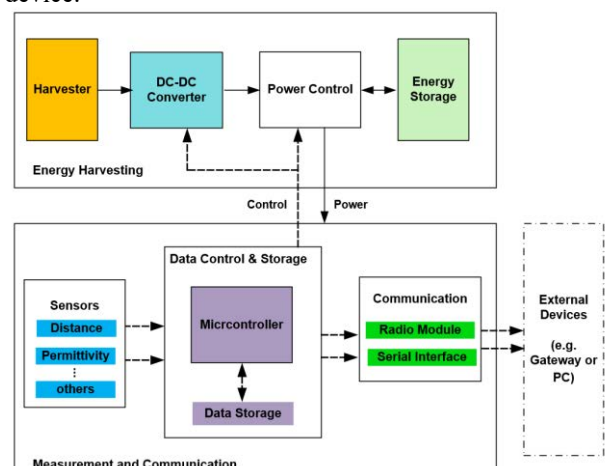 device.
Harvester
DC-DC
Converter
Power Control
Energy
Storage
Energy Harvesting
Control
Power
Data Control & Storage
Sensors
Distance
Permittivity
⋮
others
Micrcontroller
Data Storage
Communication
Radio Module
Serial Interface
External
Devices
(e.g.
Gateway or
PC)
Measurement and Communication